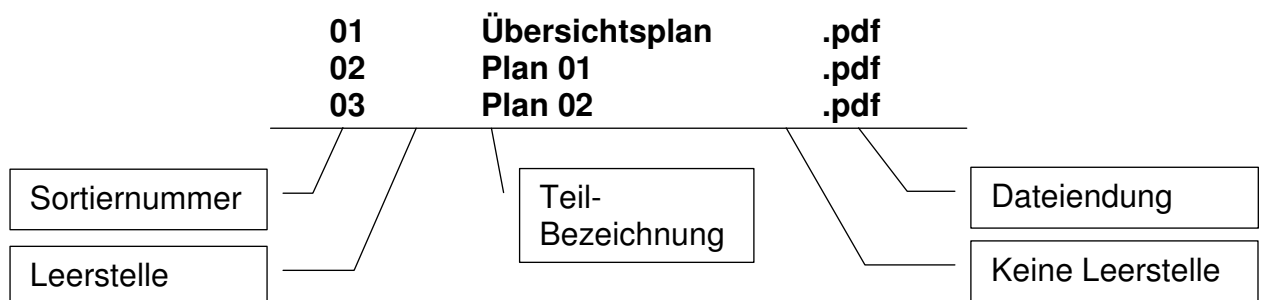 01 Übersichtsplan .pdf
02 Plan 01 .pdf
03 Plan 02 .pdf
Sortiernummer
Leerstelle
Teil-
Bezeichnung
Dateiendung
Keine Leerstelle